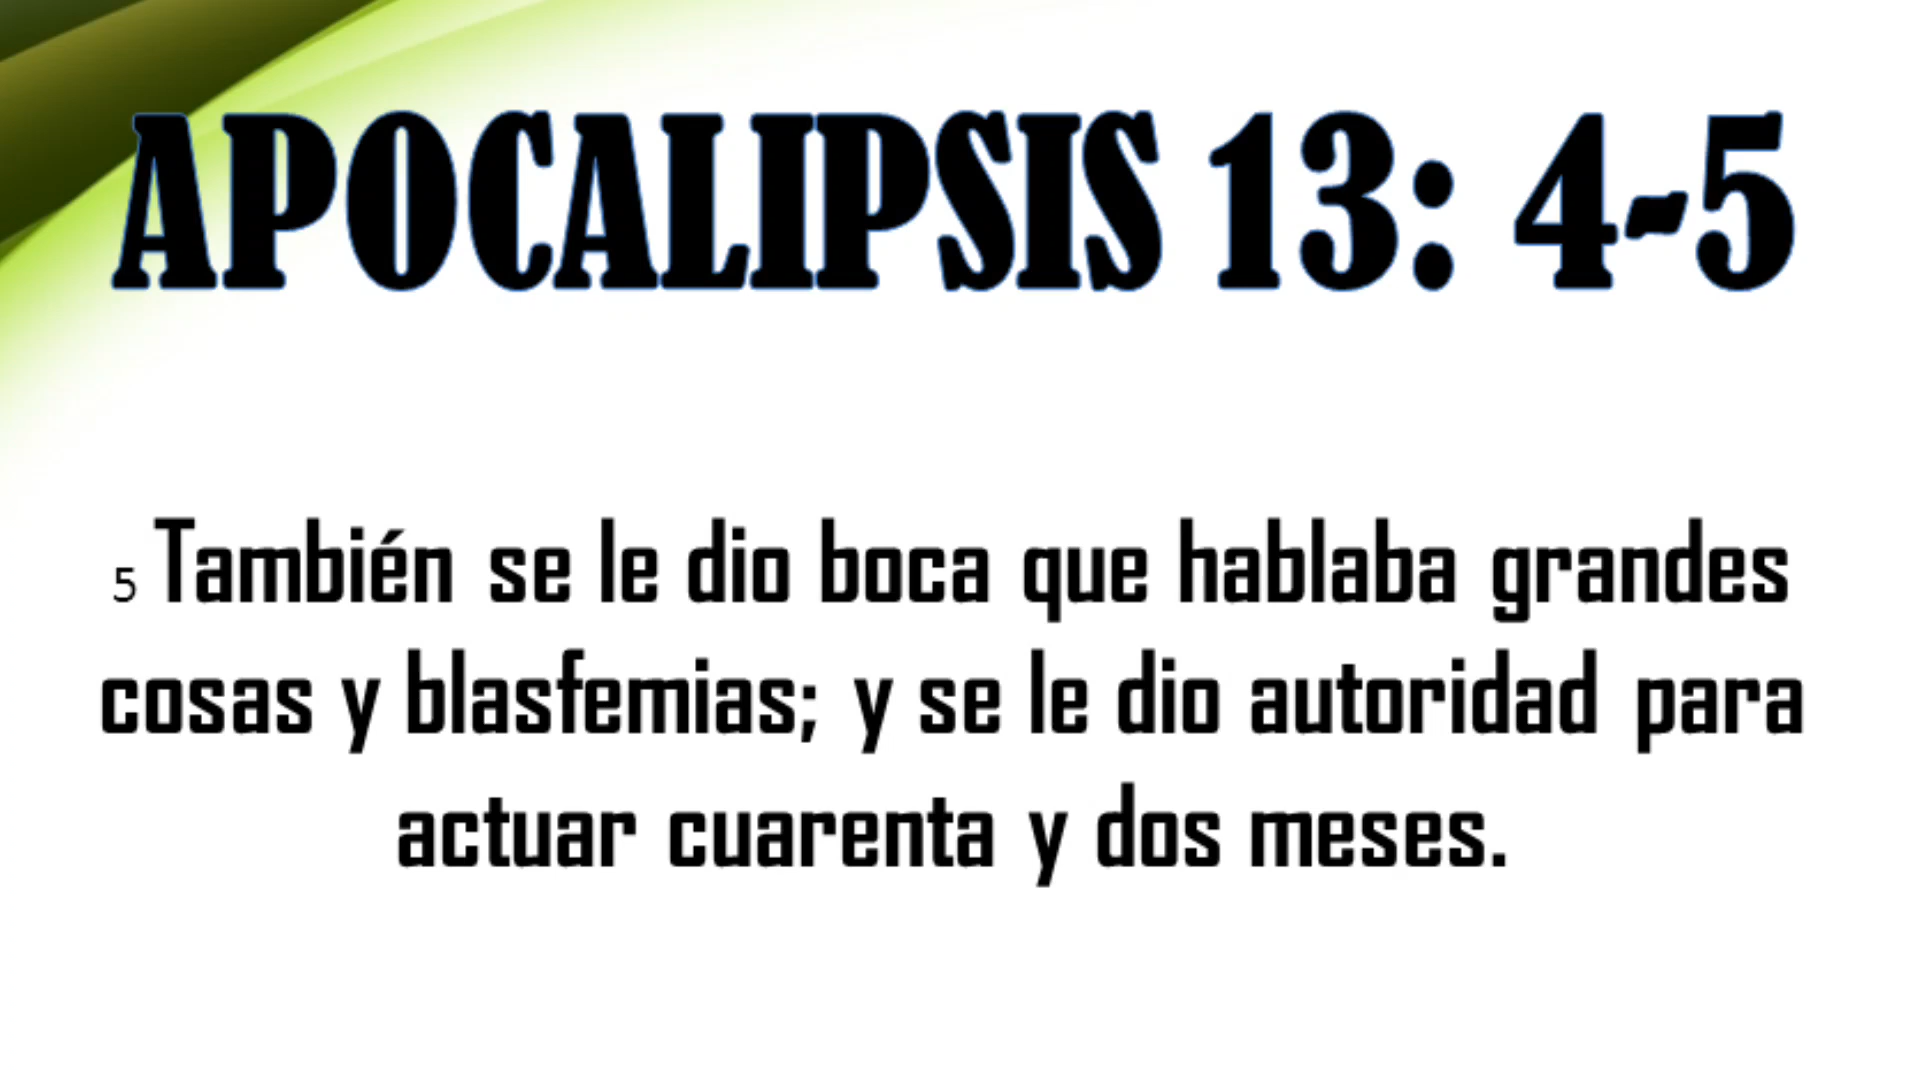 APOCALIPSIS 13: 4-5
5 También se le dio boca que hablaba grandes
cosas y blasfemias; y se le dio autoridad para
actuar cuarenta y dos meses.